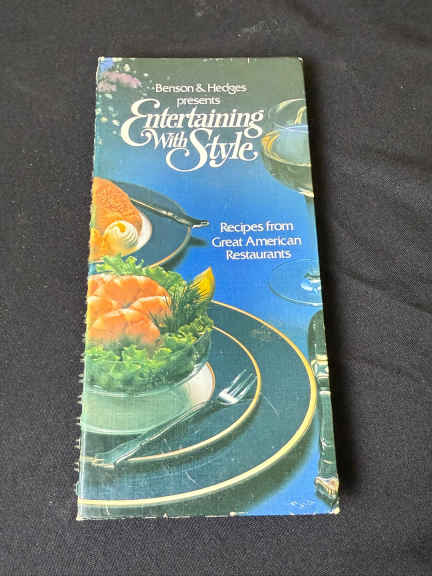 Benson & Hedges
presents
Entertaining
With Style
Recipes from
Great American
Restaurants